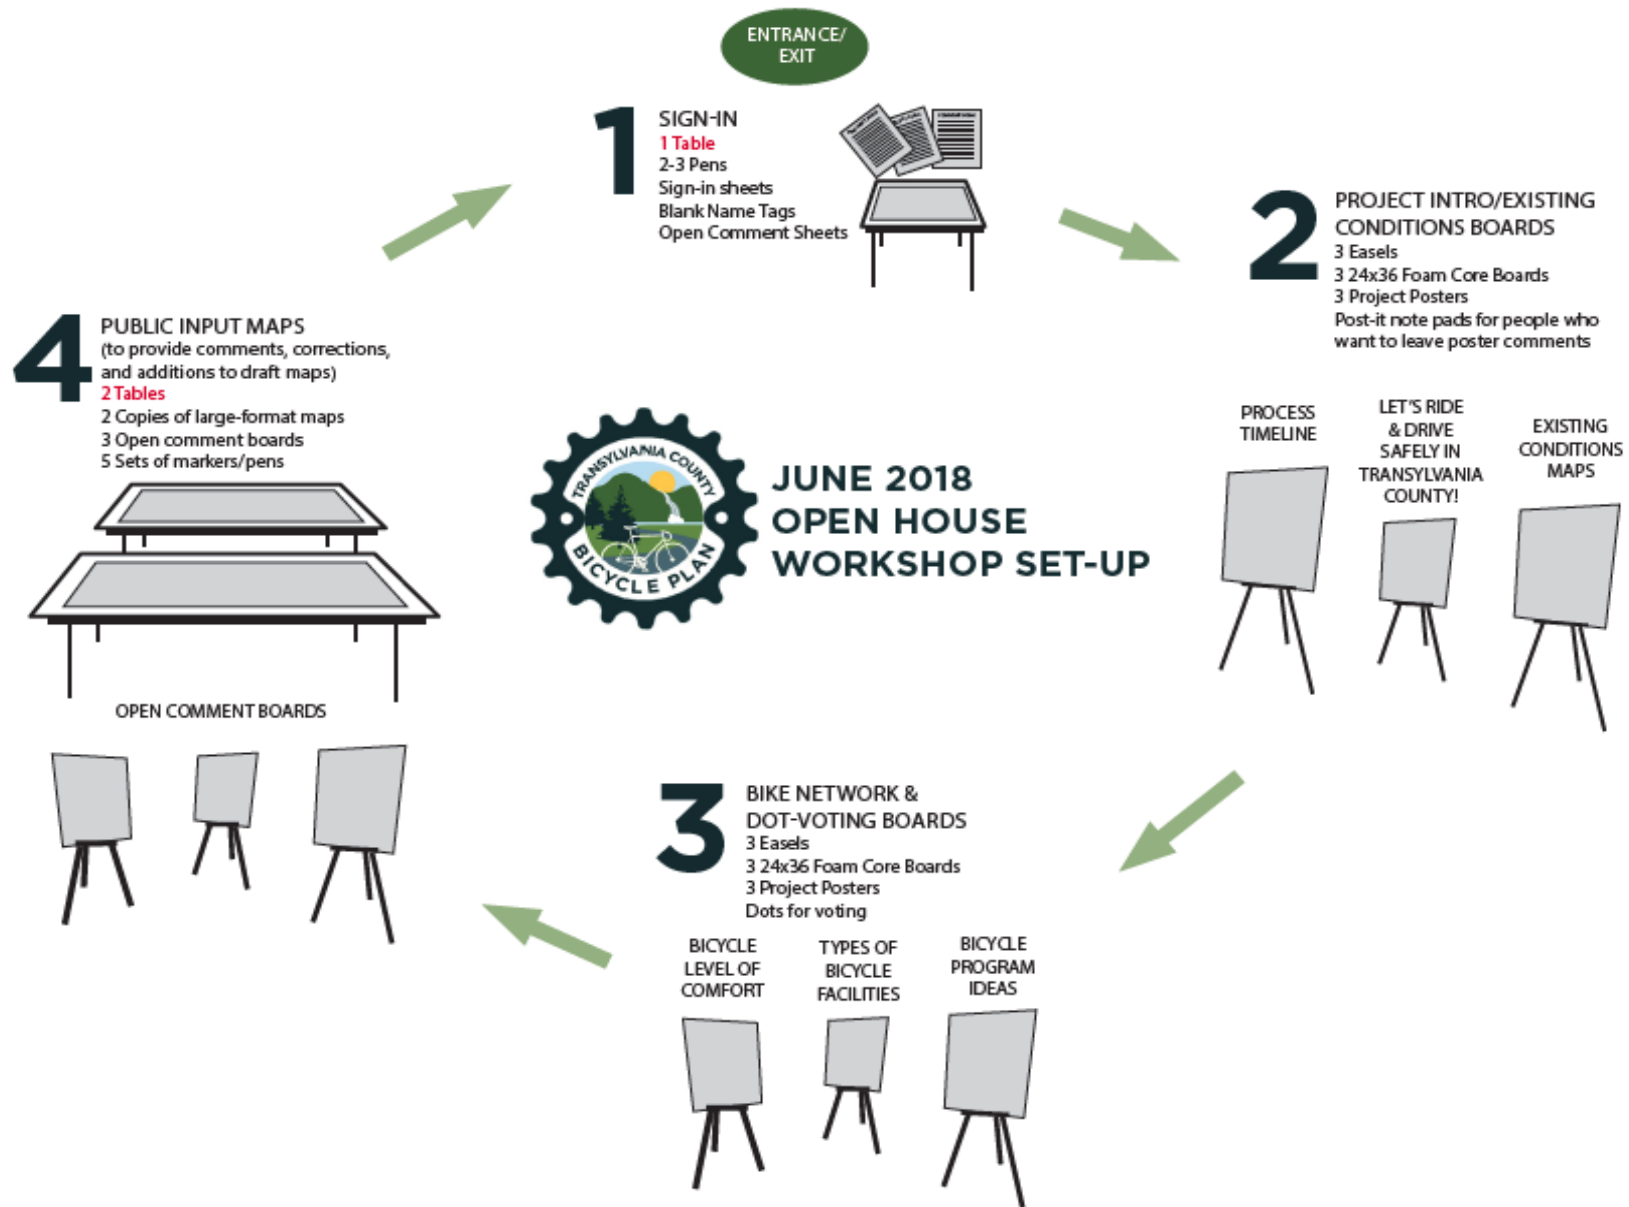 ENTRANCE/
EXIT
1
SIGN-IN
1 Table
2-3 Pens
Sign-in sheets
Blank Name Tags
Open Comment Sheets
2
PROJECT INTRO/EXISTING
CONDITIONS BOARDS
3 Easels
3 24x36 Foam Core Boards
3 Project Posters
Post-it note pads for people who
want to leave poster comments
PROCESS
TIMELINE
LET'S RIDE
& DRIVE
SAFELY IN
TRANSYLVANIA
COUNTY!
EXISTING
CONDITIONS
MAPS
4
PUBLIC INPUT MAPS
(to provide comments, corrections,
and additions to draft maps)
2 Tables
2 Copies of large-format maps
3 Open comment boards
5 Sets of markers/pens
OPEN COMMENT BOARDS
TRANSYLVANIA COUNTY
BICYCLE PLAN
JUNE 2018
OPEN HOUSE
WORKSHOP SET-UP
3
BIKE NETWORK &
DOT-VOTING BOARDS
3 Easels
3 24x36 Foam Core Boards
3 Project Posters
Dots for voting
BICYCLE
LEVEL OF
COMFORT
TYPES OF
BICYCLE
FACILITIES
BICYCLE
PROGRAM
IDEAS